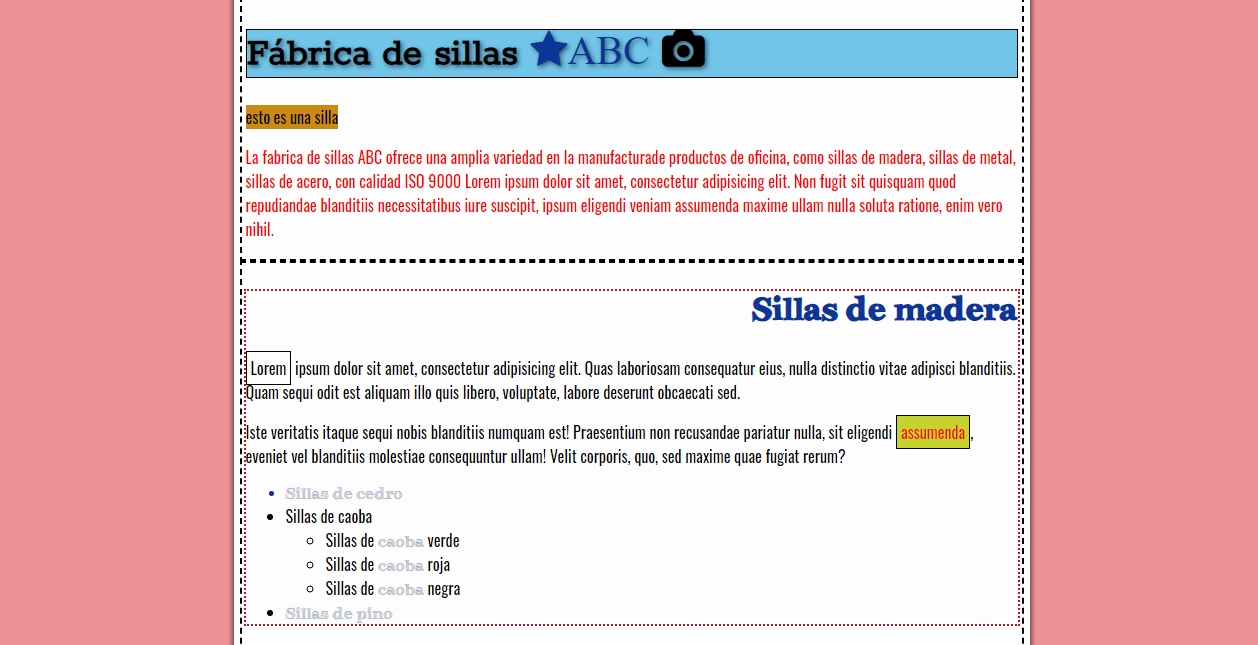 Fábrica de sillas ABC
esto es una silla
La fabrica de sillas ABC ofrece una amplia variedad en la manufacturade productos de oficina, como sillas de madera, sillas de metal,
sillas de acero, con calidad ISO 9000 Lorem ipsum dolor sit amet, consectetur adipisicing elit. Non fugit sit quisquam quod
repudiandae blanditiis necessitatibus iure suscipit, ipsum eligendi veniam assumenda maxime ullam nulla soluta ratione, enim vero
nihil.
Sillas de madera
Lorem ipsum dolor sit amet, consectetur adipisicing elit. Quas laboriosam consequatur eius, nulla distinctio vitae adipisci blanditiis.
Quam sequi odit est aliquam illo quis libero, voluptate, labore deserunt obcaecati sed.
Iste veritatis itaque sequi nobis blanditiis numquam est! Praesentium non recusandae pariatur nulla, sit eligendi assumenda,
eveniet vel blanditiis molestiae consequuntur ullam! Velit corporis, quo, sed maxime quae fugiat rerum?
Sillas de cedro
Sillas de caoba
Sillas de caoba verde
Sillas de caoba roja
Sillas de caoba negra
Sillas de pino